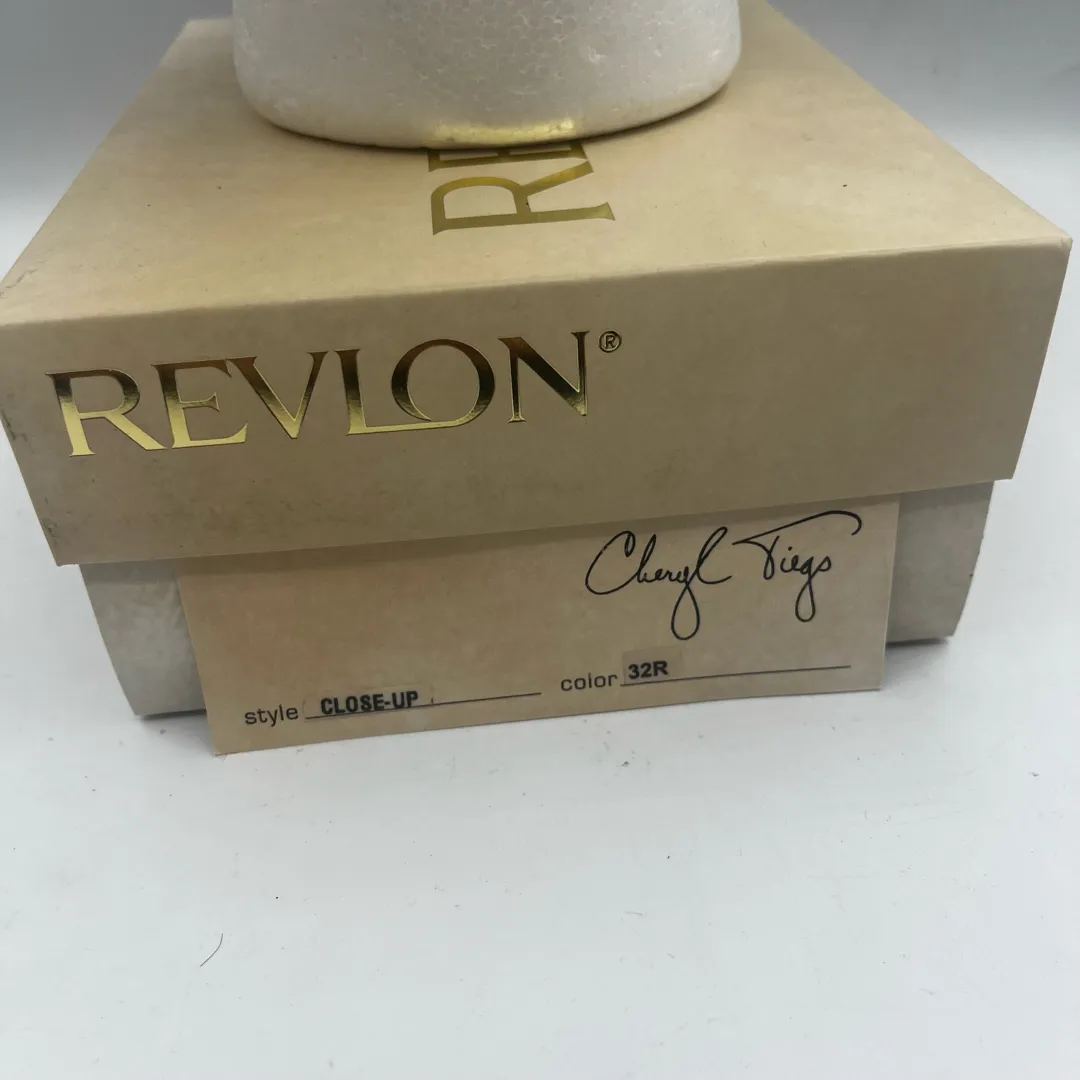 RE
REVLON®
Cheryl Tiegs
style CLOSE-UP color 32R